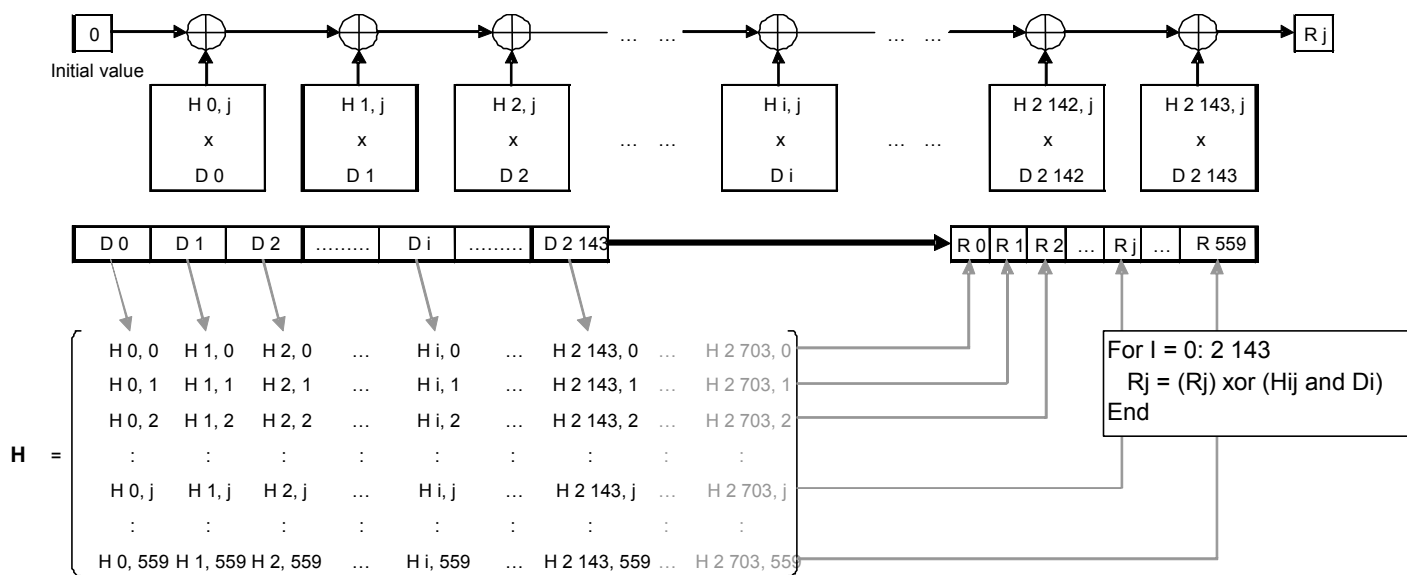 0 … … … … R j
Initial value
H 0, j H 1, j H 2, j H i, j H 2 142, j H 2 143, j
x x x … … x … … x x
D 0 D 1 D 2 D i D 2 142 D 2 143
D 0 D 1 D 2 ……... D i ……... D 2 143 R 0 R 1 R 2 … Rj … R 559
H 0, 0 H 1, 0 H 2, 0 … H i, 0 … H 2 143, 0 … H 2 703, 0
H 0, 1 H 1, 1 H 2, 1 … H i, 1 … H 2 143, 1 … H 2 703, 1
H 0, 2 H 1, 2 H 2, 2 … H i, 2 … H 2 143, 2 … H 2 703, 2
H = : : : : : : : :
H 0, j H 1, j H 2, j … H i, j … H 2 143, j … H 2 703, j
: : : : : : : :
H 0, 559 H 1, 559 H 2, 559 … H i, 559 … H 2 143, 559 … H 2 703, 559
For I = 0: 2 143
Rj = (Rj) xor (Hij and Di)
End